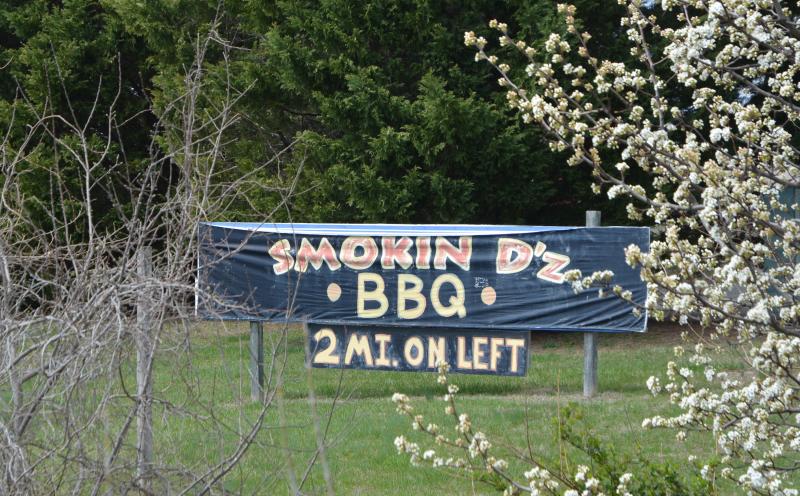 SMOKIN D'z
• BBQ •
2 MI. ON LEFT